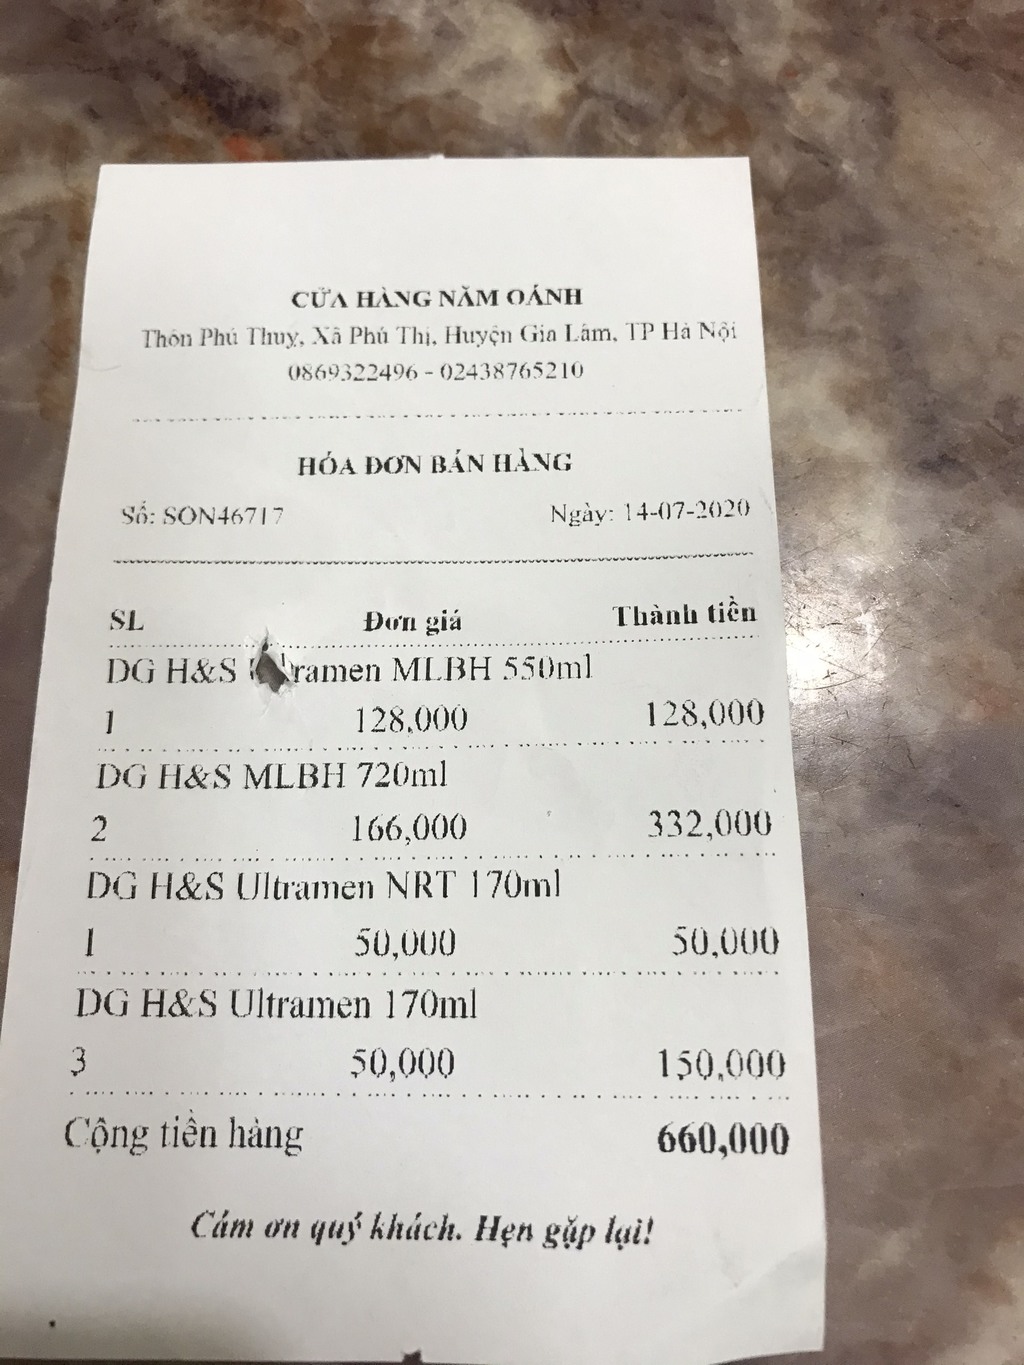 CỬA HÀNG NĂM OÁNH
Thôn Phú Thuỵ, Xã Phú Thị, Huyện Gia Lâm, TP Hà Nội
0869322496 - 02438765210
HÓA ĐƠN BÁN HÀNG
Số: SON46717 Ngày: 14-07-2020
SL Đơn giá Thành tiền
DG H&S MLBH 550ml
1 128,000 128,000
DG H&S MLBH 720ml
2 166,000 332,000
DG H&S Ultramen NRT 170ml
1 50,000 50,000
DG H&S Ultramen 170ml
3 50,000 150,000
Cộng tiền hàng 660,000
Cám ơn quý khách. Hẹn gặp lại!